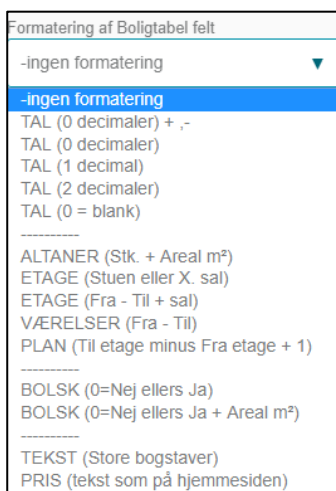 Formatering af Boligtabel felt
-ingen formatering
-ingen formatering
TAL (0 decimaler) + ,-
TAL (0 decimaler)
TAL (1 decimal)
TAL (2 decimaler)
TAL (0 = blank)
----------
ALTANER (Stk. + Areal m²)
ETAGE (Stuen eller X. sal)
ETAGE (Fra - Til + sal)
VÆRELSER (Fra - Til)
PLAN (Til etage minus Fra etage + 1)
----------
BOLSK (0=Nej ellers Ja)
BOLSK (0=Nej ellers Ja + Areal m²)
----------
TEKST (Store bogstaver)
PRIS (tekst som på hjemmesiden)